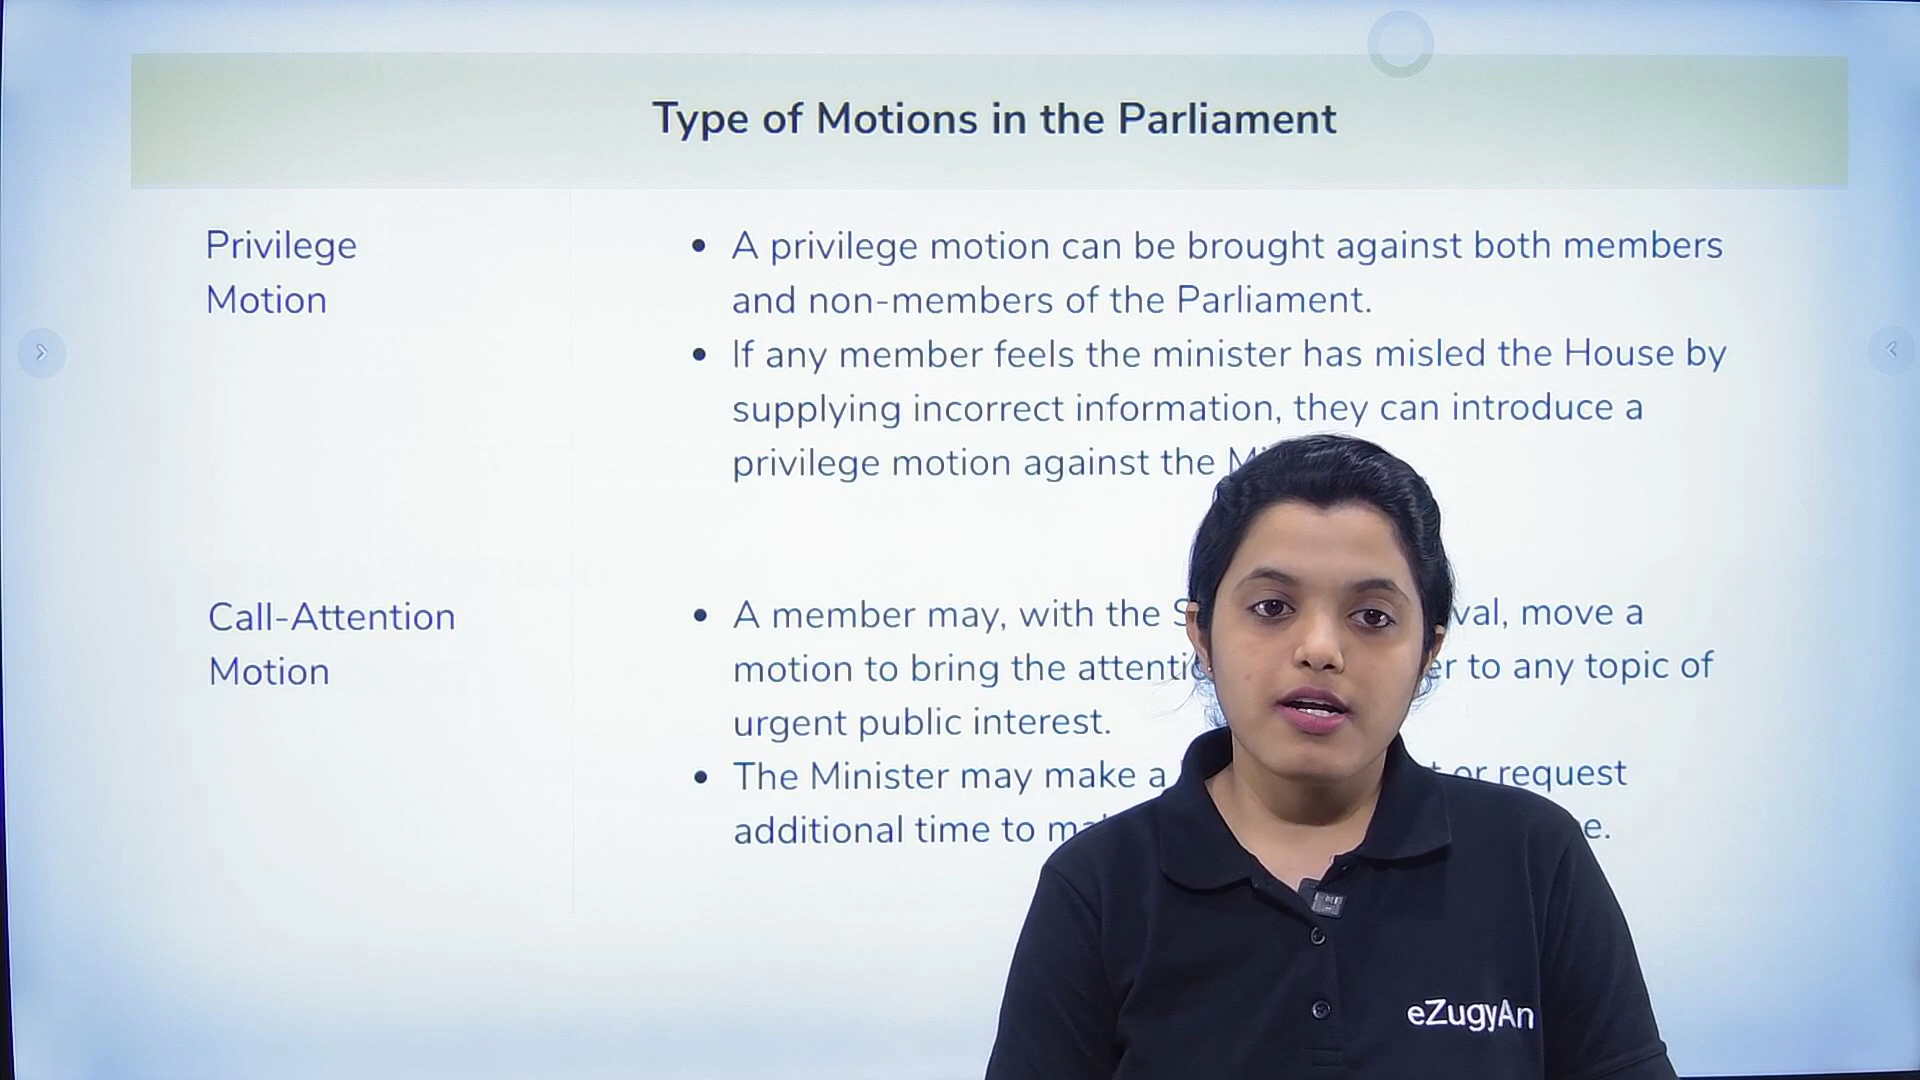 Type of Motions in the Parliament
Privilege
Motion
• A privilege motion can be brought against both members
and non-members of the Parliament.
• If any member feels the minister has misled the House by
supplying incorrect information, they can introduce a
privilege motion against the
Call-Attention
Motion
• A member may, with the move a
motion to bring the to any topic of
urgent public interest.
• The Minister may make a or request
additional time to
eZugyAn